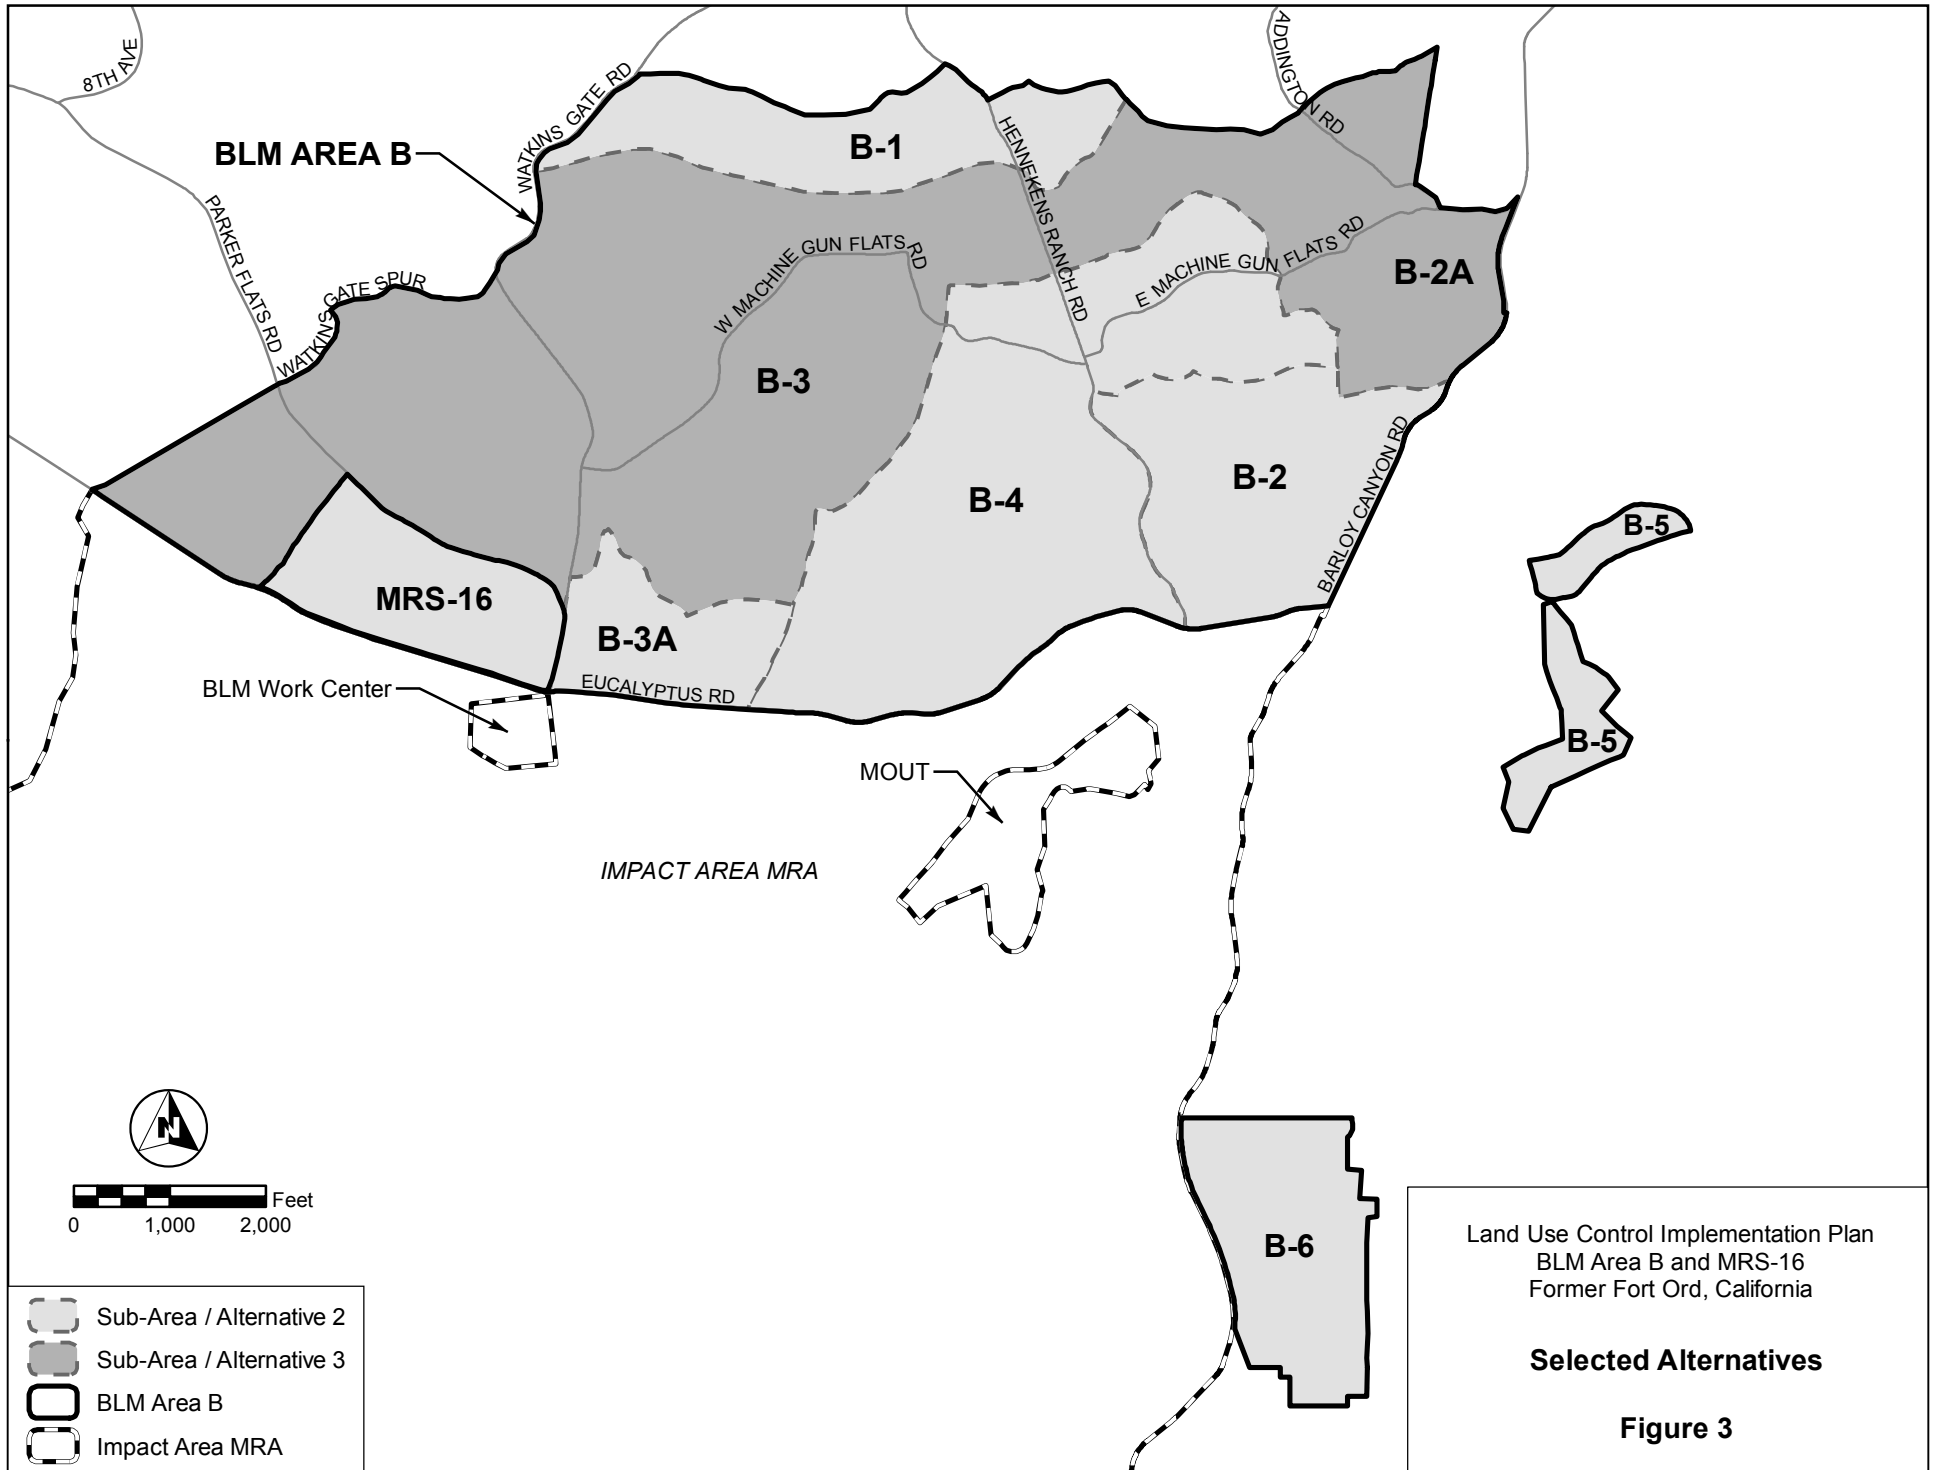 8TH AVE
WATKINS GATE RD
ADDINGTON RD
BLM AREA B
B-1
HENNEKENS RANCH RD
PARKER FLATS RD
WATKINS GATE SPUR
W MACHINE GUN FLATS RD
E MACHINE GUN FLATS RD
B-2A
B-3
B-4
B-2
BARLOY CANYON RD
B-5
MRS-16
B-3A
BLM Work Center
EUCALYPTUS RD
B-5
MOUT
IMPACT AREA MRA
N
Feet
0 1,000 2,000
B-6
Sub-Area / Alternative 2
Sub-Area / Alternative 3
BLM Area B
Impact Area MRA
Land Use Control Implementation Plan
BLM Area B and MRS-16
Former Fort Ord, California
Selected Alternatives
Figure 3